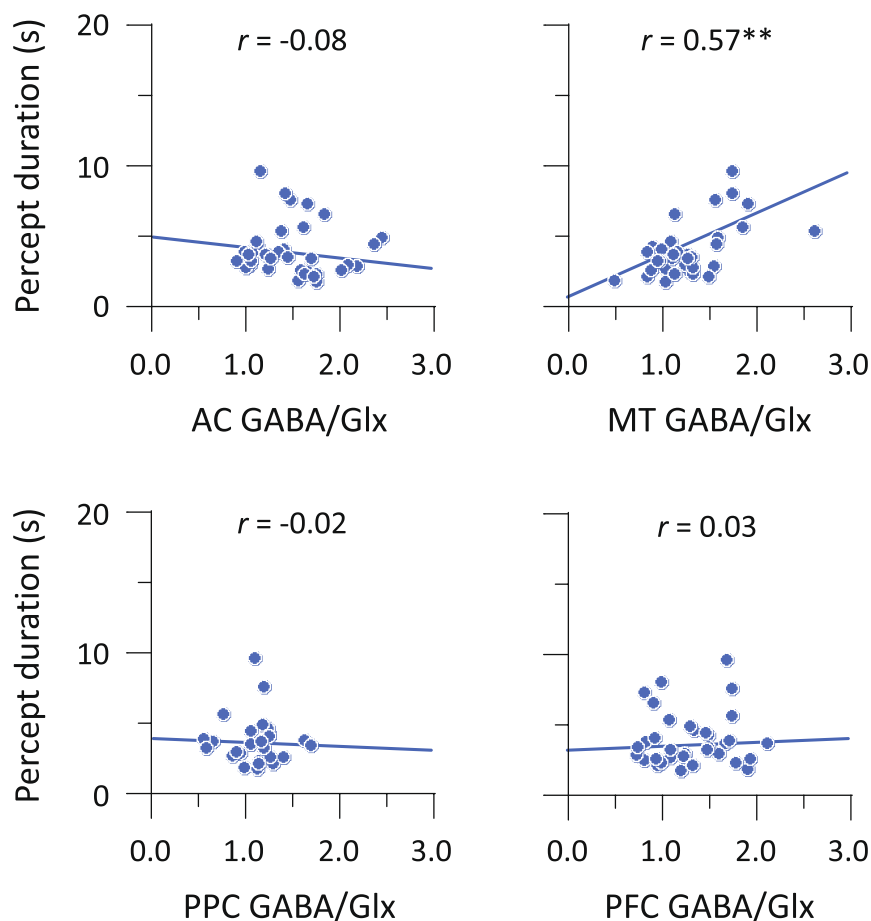 r = -0.08
r = 0.57**
Percept duration (s)
20
10
0
0.0 1.0 2.0 3.0
0.0 1.0 2.0 3.0
AC GABA/Glx
MT GABA/Glx
r = -0.02
r = 0.03
Percept duration (s)
20
10
0
0.0 1.0 2.0 3.0
0.0 1.0 2.0 3.0
PPC GABA/Glx
PFC GABA/Glx